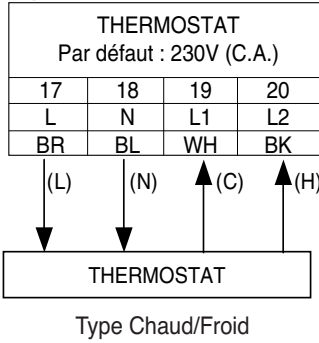 THERMOSTAT
Par défaut : 230V (C.A.)
17 18 19 20
L N L1 L2
BR BL WH BK
(L) (N) (C) (H)
THERMOSTAT
Type Chaud/Froid